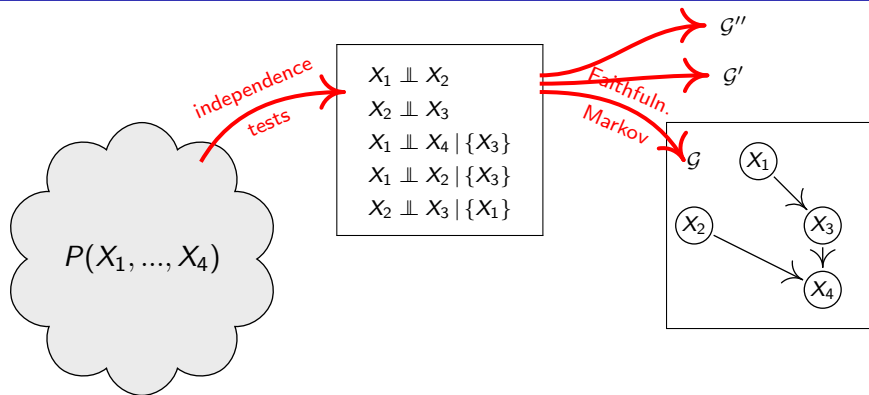 P(X₁, ..., X₄)
independence
tests
X₁ ⫫ X₂
X₂ ⫫ X₃
X₁ ⫫ X₄ | {X₃}
X₁ ⫫ X₂ | {X₃}
X₂ ⫫ X₃ | {X₁}
Faithfuln.
Markov
𝒢′′
𝒢′
𝒢
X₁
X₂
X₃
X₄